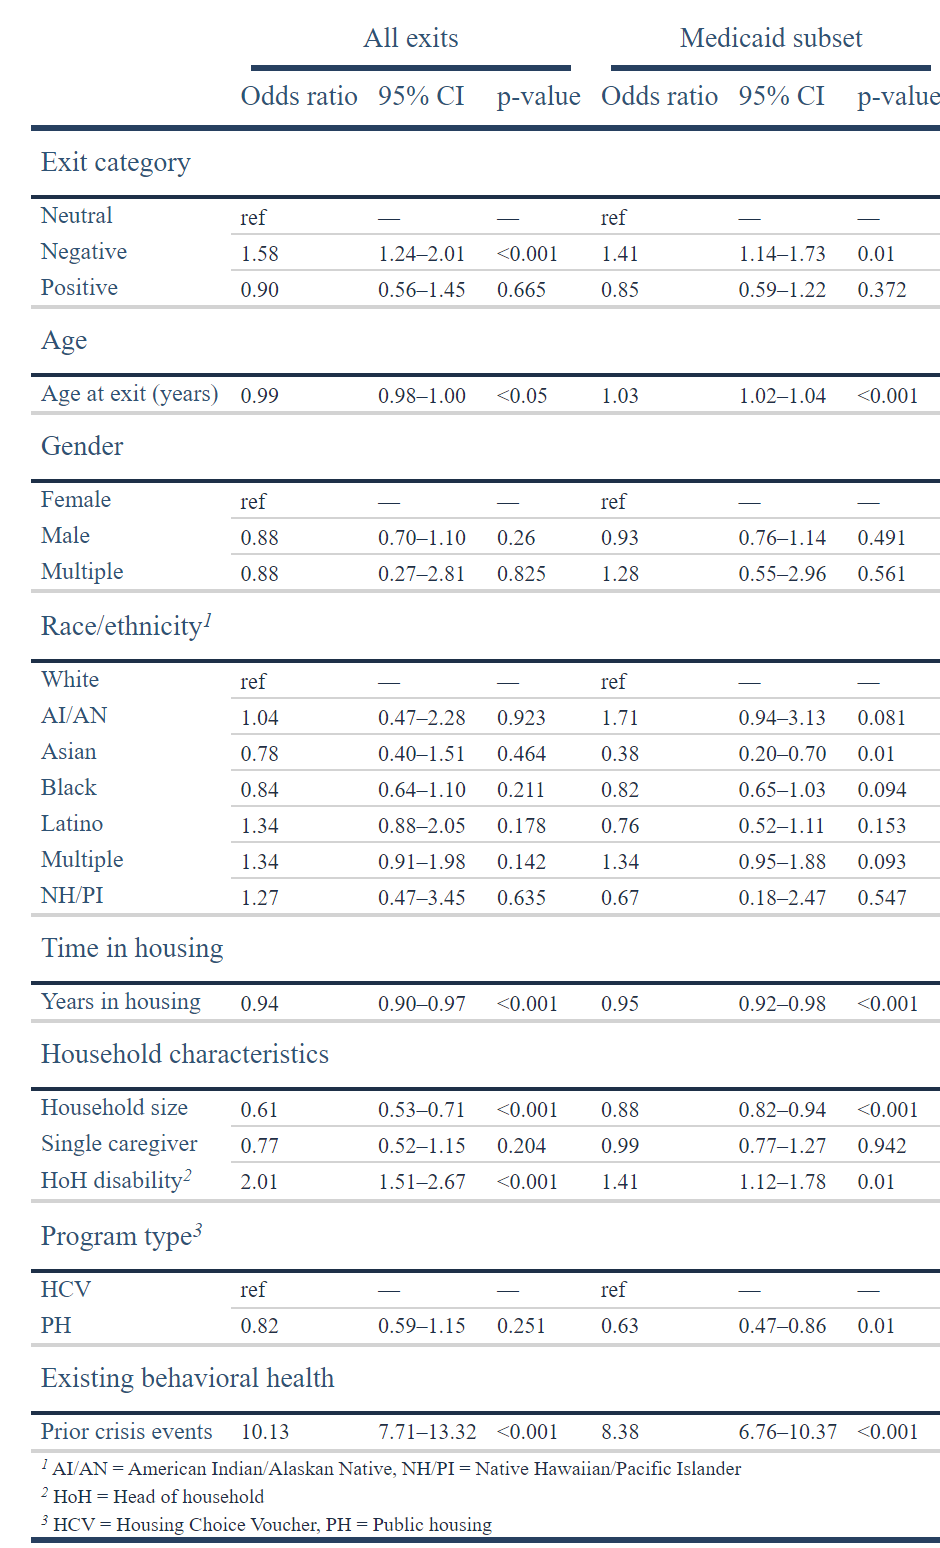 All exits Medicaid subset
Odds ratio 95% CI p-value Odds ratio 95% CI p-value
Exit category
Neutral ref — — ref — —
Negative 1.58 1.24–2.01 <0.001 1.41 1.14–1.73 0.01
Positive 0.90 0.56–1.45 0.665 0.85 0.59–1.22 0.372
Age
Age at exit (years) 0.99 0.98–1.00 <0.05 1.03 1.02–1.04 <0.001
Gender
Female ref — — ref — —
Male 0.88 0.70–1.10 0.26 0.93 0.76–1.14 0.491
Multiple 0.88 0.27–2.81 0.825 1.28 0.55–2.96 0.561
Race/ethnicity1
White ref — — ref — —
AI/AN 1.04 0.47–2.28 0.923 1.71 0.94–3.13 0.081
Asian 0.78 0.40–1.51 0.464 0.38 0.20–0.70 0.01
Black 0.84 0.64–1.10 0.211 0.82 0.65–1.03 0.094
Latino 1.34 0.88–2.05 0.178 0.76 0.52–1.11 0.153
Multiple 1.34 0.91–1.98 0.142 1.34 0.95–1.88 0.093
NH/PI 1.27 0.47–3.45 0.635 0.67 0.18–2.47 0.547
Time in housing
Years in housing 0.94 0.90–0.97 <0.001 0.95 0.92–0.98 <0.001
Household characteristics
Household size 0.61 0.53–0.71 <0.001 0.88 0.82–0.94 <0.001
Single caregiver 0.77 0.52–1.15 0.204 0.99 0.77–1.27 0.942
HoH disability2 2.01 1.51–2.67 <0.001 1.41 1.12–1.78 0.01
Program type3
HCV ref — — ref — —
PH 0.82 0.59–1.15 0.251 0.63 0.47–0.86 0.01
Existing behavioral health
Prior crisis events 10.13 7.71–13.32 <0.001 8.38 6.76–10.37 <0.001
1 AI/AN = American Indian/Alaskan Native, NH/PI = Native Hawaiian/Pacific Islander
2 HoH = Head of household
3 HCV = Housing Choice Voucher, PH = Public housing